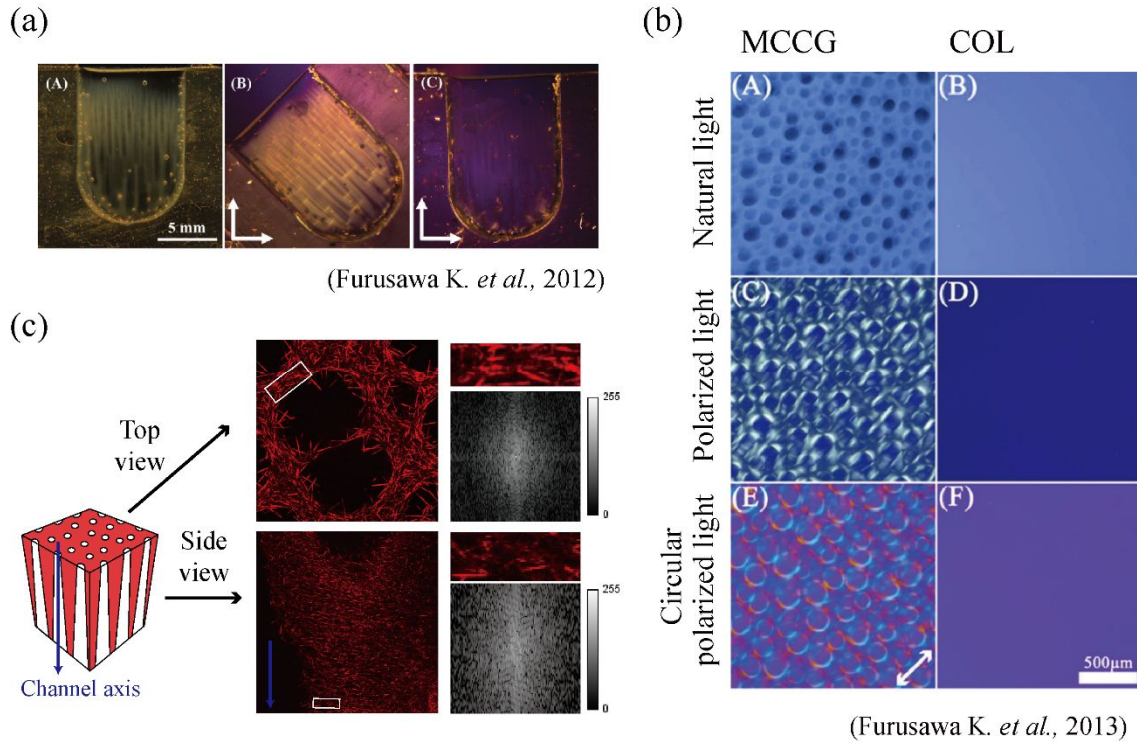 (a)
(A)
(B)
(C)
5 mm
(Furusawa K. et al., 2012)
(b)
MCCG
COL
Natural light
(A)
(B)
Polarized light
(C)
(D)
Circular
polarized light
(E)
(F)
500μm
(Furusawa K. et al., 2013)
(c)
Top
view
Side
view
Channel axis
255
0
255
0